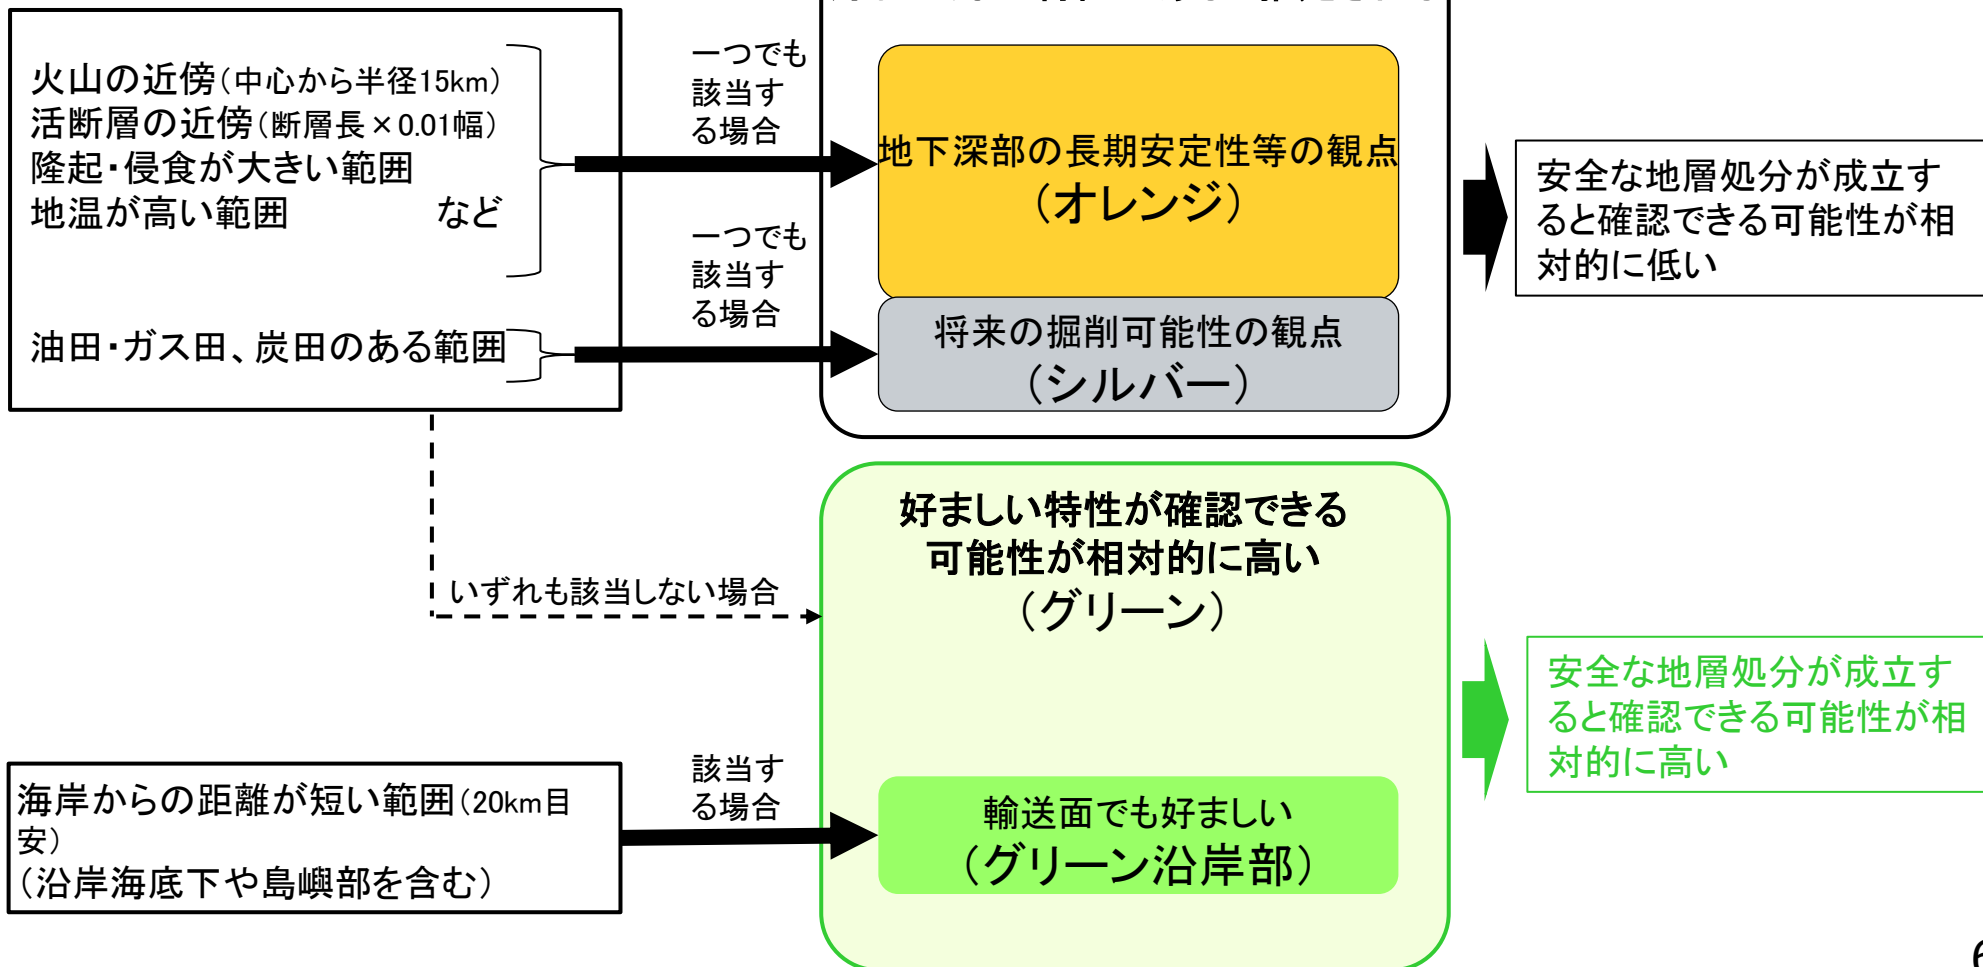 火山の近傍（中心から半径15km）
活断層の近傍（断層長×0.01幅）
隆起・侵食が大きい範囲
地温が高い範囲　　　　など
油田・ガス田、炭田のある範囲
一つでも
該当す
る場合
一つでも
該当す
る場合
地下深部の長期安定性等の観点
（オレンジ）
将来の掘削可能性の観点
（シルバー）
安全な地層処分が成立す
ると確認できる可能性が相
対的に低い
いずれも該当しない場合
好ましい特性が確認できる
可能性が相対的に高い
（グリーン）
安全な地層処分が成立す
ると確認できる可能性が相
対的に高い
海岸からの距離が短い範囲（20km目
安）
（沿岸海底下や島嶼部を含む）
該当す
る場合
輸送面でも好ましい
（グリーン沿岸部）